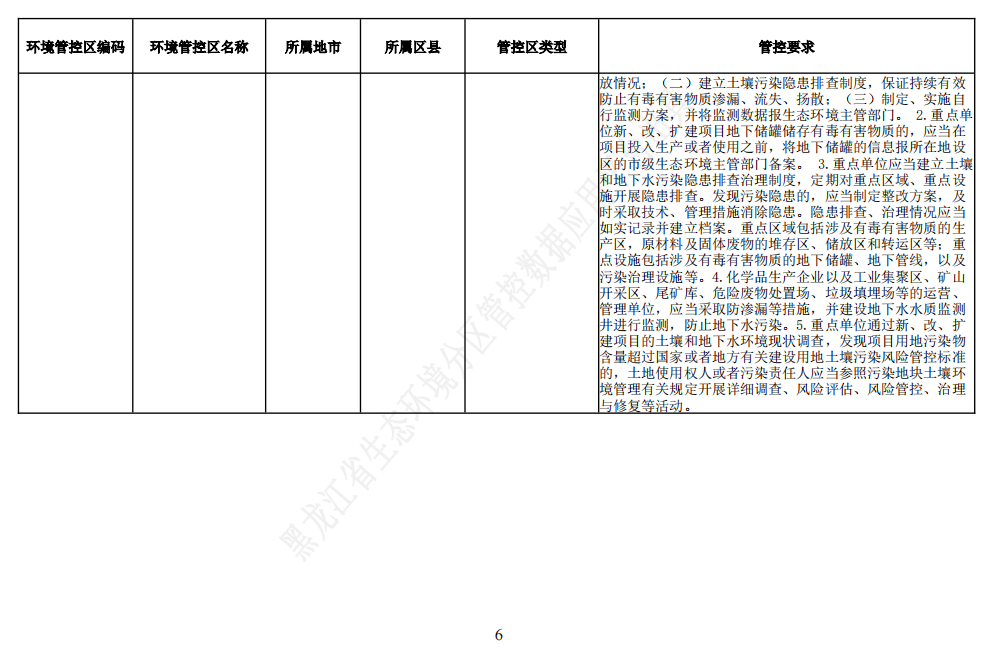 环境管控区编码 环境管控区名称 所属地市 所属区县 管控区类型 管控要求
放情况；（二）建立土壤污染隐患排查制度，保证持续有效
防止有毒有害物质渗漏、流失、扬散；（三）制定、实施自
行监测方案，并将监测数据报生态环境主管部门。 2.重点单
位新、改、扩建项目地下储罐储存有毒有害物质的，应当在
项目投入生产或者使用之前，将地下储罐的信息报所在地设
区的市级生态环境主管部门备案。 3.重点单位应当建立土壤
和地下水污染隐患排查治理制度，定期对重点区域、重点设
施开展隐患排查。发现污染隐患的，应当制定整改方案，及
时采取技术、管理措施消除隐患。隐患排查、治理情况应当
如实记录并建立档案。重点区域包括涉及有毒有害物质的生
产区，原材料及固体废物的堆存区、储放区和转运区等；重
点设施包括涉及有毒有害物质的地下储罐、地下管线，以及
污染治理设施等。4.化学品生产企业以及工业集聚区、矿山
开采区、尾矿库、危险废物处置场、垃圾填埋场等的运营、
管理单位，应当采取防渗漏等措施，并建设地下水水质监测
井进行监测，防止地下水污染。5.重点单位通过新、改、扩
建项目的土壤和地下水环境现状调查，发现项目用地污染物
含量超过国家或者地方有关建设用地土壤污染风险管控标准
的，土地使用权人或者污染责任人应当参照污染地块土壤环
境管理有关规定开展详细调查、风险评估、风险管控、治理
与修复等活动。
黑龙江省生态环境分区管控数据应用
6